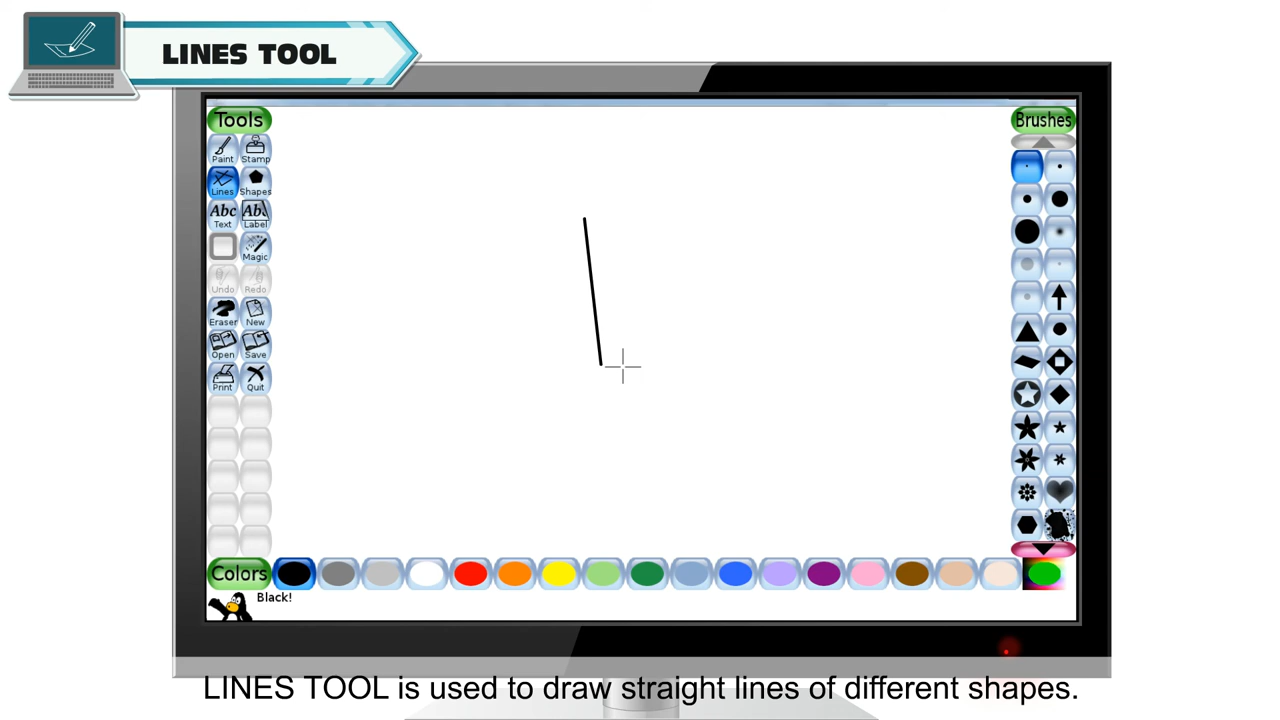 LINES TOOL
Tools
Brushes
Paint Stamp
Lines Shapes
Abc Abc
Text Label
Magic
Undo Redo
Eraser New
Open Save
Print Quit
Colors
Black!
LINES TOOL is used to draw straight lines of different shapes.